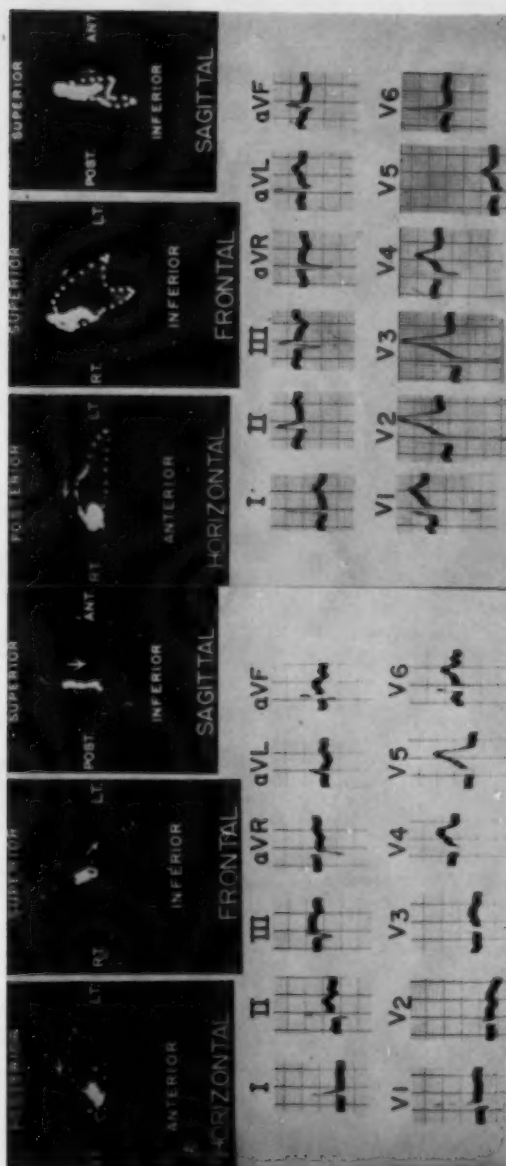 SUPERIOR SUPERIOR POSTERIOR SUPERIOR SUPERIOR
LT. RT. LT. POST. ANT. RT. LT RT. LT. POST. ANT
ANTERIOR INFERIOR INFERIOR ANTERIOR INFERIOR INFERIOR
HORIZONTAL FRONTAL SAGITTAL HORIZONTAL FRONTAL SAGITTAL
I II III aVR aVL aVF I II III aVR aVL aVF
V1 V2 V3 V4 V5 V6 V1 V2 V3 V4 V5 V6